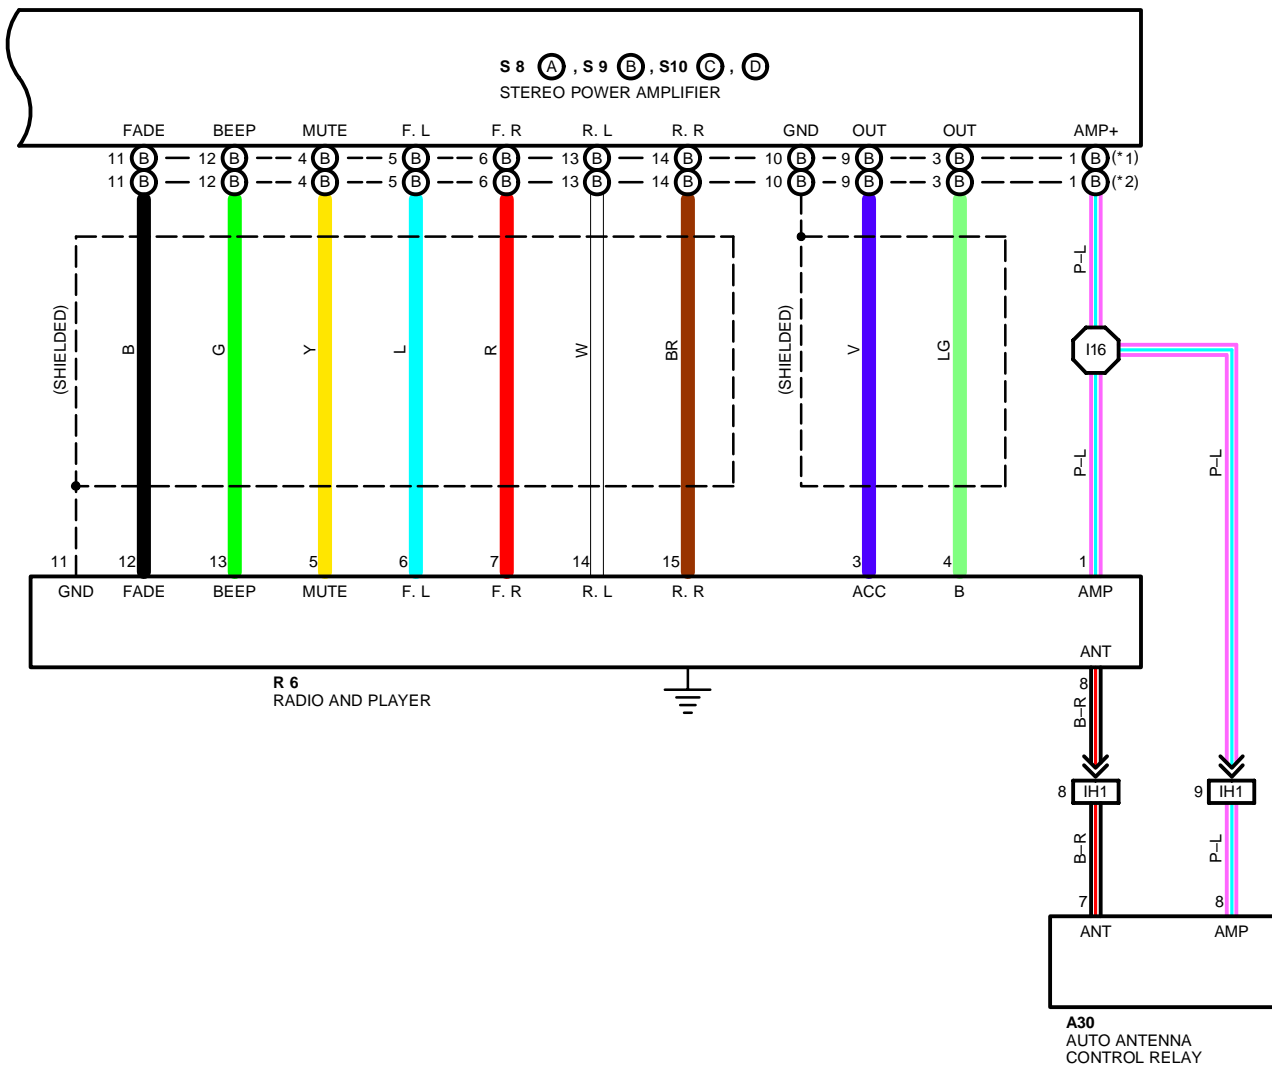 S 8 A , S 9 B , S10 C , D
STEREO POWER AMPLIFIER
FADE BEEP MUTE F. L F. R R. L R. R GND OUT OUT AMP+
11 B 12 B 4 B 5 B 6 B 13 B 14 B 10 B 9 B 3 B 1 B (*1)
11 B 12 B 4 B 5 B 6 B 13 B 14 B 10 B 9 B 3 B 1 B (*2)
P–L
(SHIELDED) B G Y L R W BR (SHIELDED) V LG I16
P–L P–L
11 12 13 5 6 7 14 15 3 4 1
GND FADE BEEP MUTE F. L F. R R. L R. R ACC B AMP
ANT
R 6
RADIO AND PLAYER
8
B–R
8 IH1 9 IH1
B–R P–L
7 8
ANT AMP
A30
AUTO ANTENNA
CONTROL RELAY